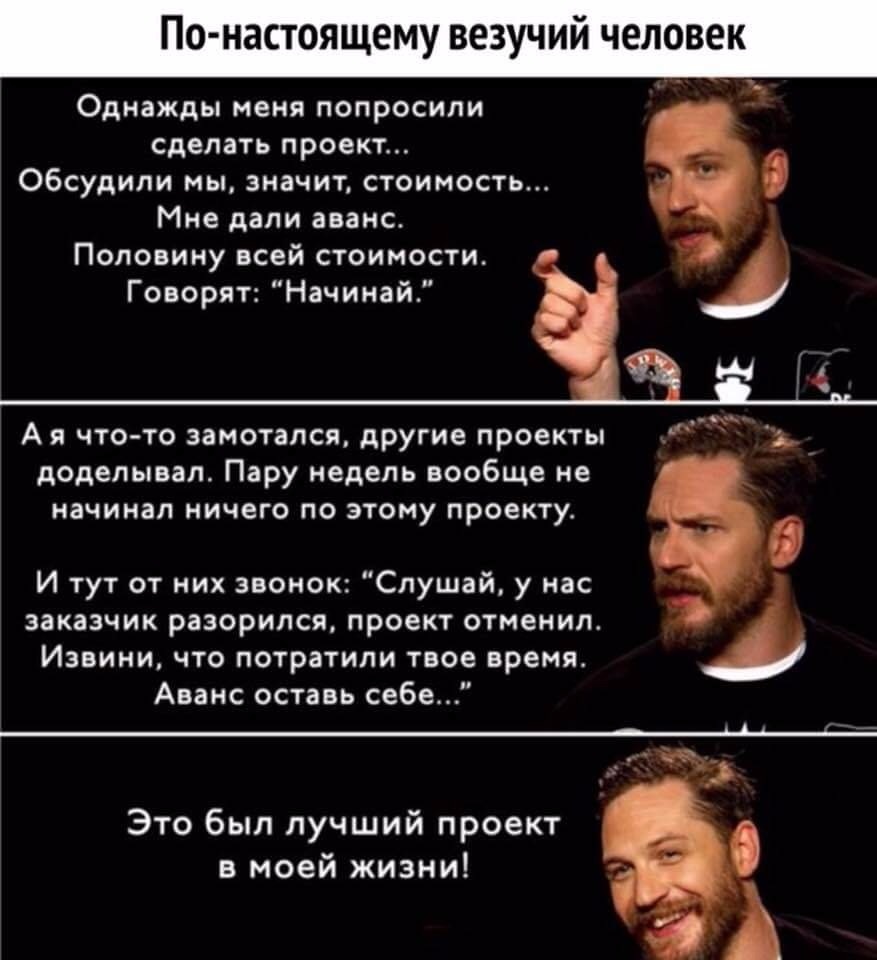 По-настоящему везучий человек
Однажды меня попросили
сделать проект...
Обсудили мы, значит, стоимость...
Мне дали аванс.
Половину всей стоимости.
Говорят: “Начинай.”
А я что-то замотался, другие проекты
доделывал. Пару недель вообще не
начинал ничего по этому проекту.
И тут от них звонок: “Слушай, у нас
заказчик разорился, проект отменил.
Извини, что потратили твое время.
Аванс оставь себе...”
Это был лучший проект
в моей жизни!